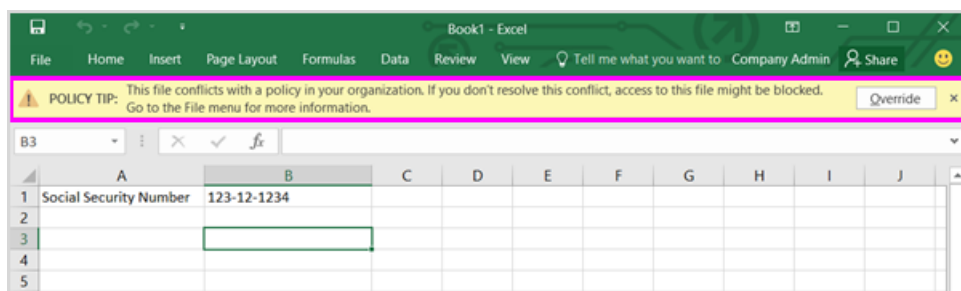 Book1 - Excel
File Home Insert Page Layout Formulas Data Review View Tell me what you want to Company Admin Share
POLICY TIP: This file conflicts with a policy in your organization. If you don't resolve this conflict, access to this file might be blocked.
Go to the File menu for more information.
Override
B3 fx
A B C D E F G H I J
1 Social Security Number 123-12-1234
2
3
4
5